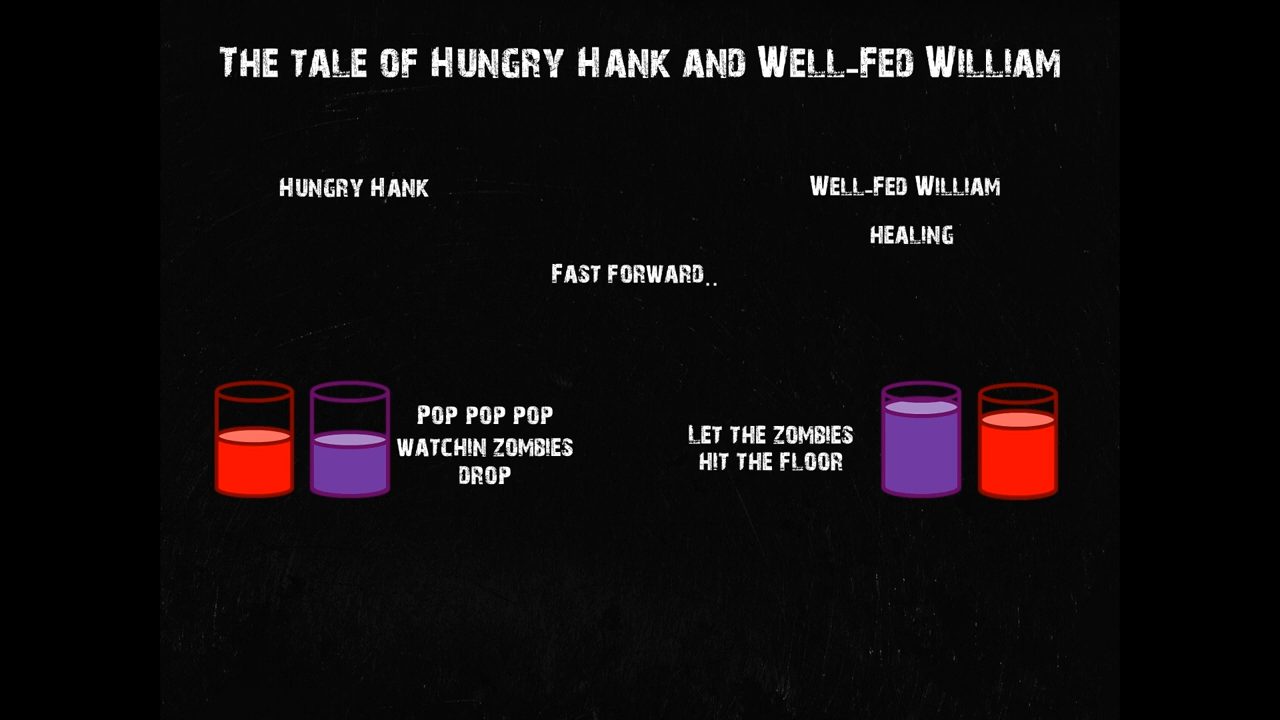 The tale of Hungry Hank and Well-Fed William
Hungry Hank
Well-Fed William
healing
Fast forward..
Pop pop pop
watchin zombies
drop
Let the zombies
hit the floor